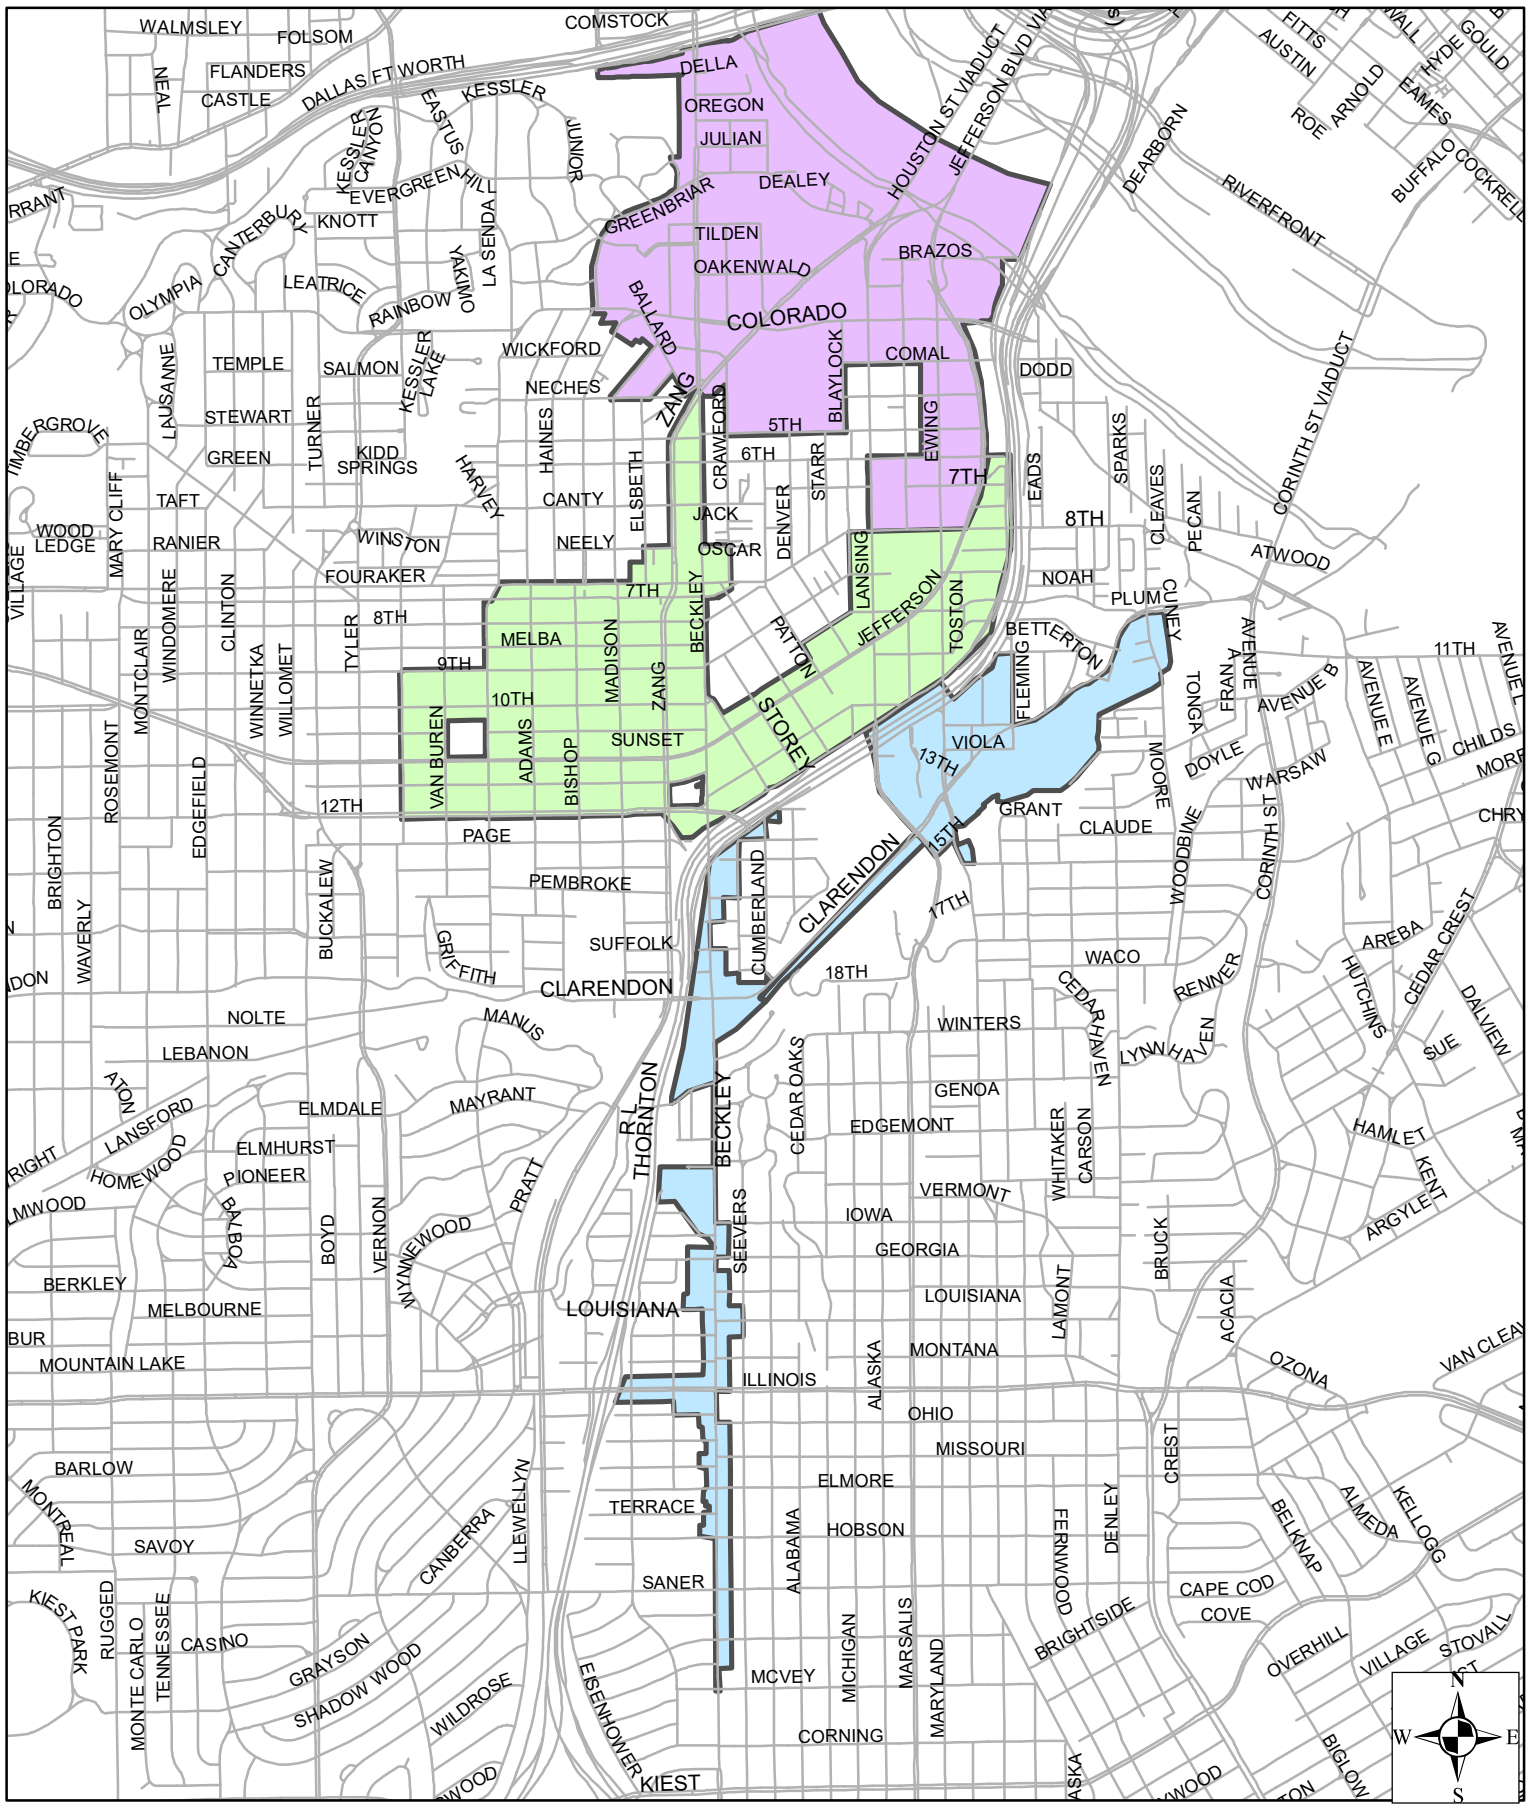 COMSTOCK
WALMSLEY
FOLSOM
FITTS
WALL
GOULD
AUSTIN
HYDE
NEAL
FLANDERS
DALLAS FT WORTH
DELLA
CASTLE
KESSLER
EASTUS
OREGON
HOUSTON ST VIADUCT
JEFFERSON BLVD VIA
ARNOLD
EAMES
ROE
JULIAN
JUNIOR
KESSLER
CANYON
DEARBORN
BUFFALO
COCKRELL
EVERGREEN
HILL
DEALEY
RIVERFRONT
RRANT
GREENBRIAR
KNOTT
LA SENDA
CANTERBURY
TILDEN
BRAZOS
YAKIMO
OAKENWALD
E
OLORADO
OLYMPIA
LEATRICE
RAINBOW
BALLARD
COLORADO
R
CORINTH ST VIADUCT
WICKFORD
BLAYLOCK
COMAL
LAUSANNE
TEMPLE
SALMON
KESSLER
LAKE
DODD
NECHES
ZANG
CRAWFORD
TIMBERGROVE
STEWART
TURNER
HAINES
5TH
EWING
SPARKS
GREEN
KIDD
SPRINGS
HARVEY
ELSBETH
6TH
STARR
7TH
EADS
CLEAVES
MARY CLIFF
TAFT
CANTY
JACK
DENVER
PECAN
8TH
WOOD
LEDGE
RANIER
WINSTON
NEELY
OSCAR
ATWOOD
VILLAGE
WINDOMERE
CLINTON
FOURAKER
7TH
BECKLEY
LANSING
JEFFERSON
TOSTON
NOAH
PLUM
CUNEY
8TH
TYLER
MELBA
MADISON
PATTON
BETTERTON
AVENUE
11TH
AVENUE L
MONTCLAIR
WINNETKA
WILLOMET
9TH
10TH
ZANG
STOREY
FLEMING
TONGA
FRAN
A
AVENUE B
AVENUE E
AVENUE G
ROSEMONT
VAN BUREN
ADAMS
BISHOP
SUNSET
VIOLA
13TH
MOORE
DOYLE
WARSAW
CHILDS
EDGEFIELD
12TH
15TH
GRANT
CHRY
BRIGHTON
PAGE
CLAUDE
WOODBINE
CORINTH ST
BUCKALEW
PEMBROKE
CUMBERLAND
CLARENDON
17TH
CEDAR CREST
N
WAVERLY
GRIFFITH
SUFFOLK
AREBA
WACO
RENNER
HUTCHINS
NDON
CLARENDON
18TH
CEDARHAVEN
DALVIEW
NOLTE
MANUS
WINTERS
LYNN HAVEN
SUE
LEBANON
CEDAR OAKS
ATON
MAYRANT
R L
THORNTON
BECKLEY
GENOA
LANSFORD
ELMDALE
EDGEMONT
WHITAKER
CARSON
HAMLET
RIGHT
HOMEWOOD
ELMHURST
PIONEER
PRATT
VERMONT
KENT
LMWOOD
BALBOA
BOYD
VERNON
WYNNEWOOD
SEEVERS
IOWA
BRUCK
ARGYLE
BERKLEY
GEORGIA
MELBOURNE
LOUISIANA
LOUISIANA
LAMONT
ACACIA
BUR
MOUNTAIN LAKE
ALASKA
MONTANA
OZONA
ILLINOIS
OHIO
BARLOW
MISSOURI
CREST
MONTREAL
LLEWELLYN
ELMORE
ALMEDA
KELLOGG
TERRACE
ALABAMA
HOBSON
FERNWOOD
DENLEY
BELKNAP
SAVOY
CANBERRA
SANER
CAPE COD
KIEST PARK
RUGGED
MONTE CARLO
TENNESSEE
CASINO
GRAYSON
MICHIGAN
MARSALIS
MARYLAND
BRIGHTSIDE
COVE
OVERHILL
VILLAGE
STOVALL
SHADOW WOOD
WILDROSE
EISENHOWER
MCVEY
CORNING
BIGLOW
KIEST
ASKA
YWOOD
TON
N
W
E
S